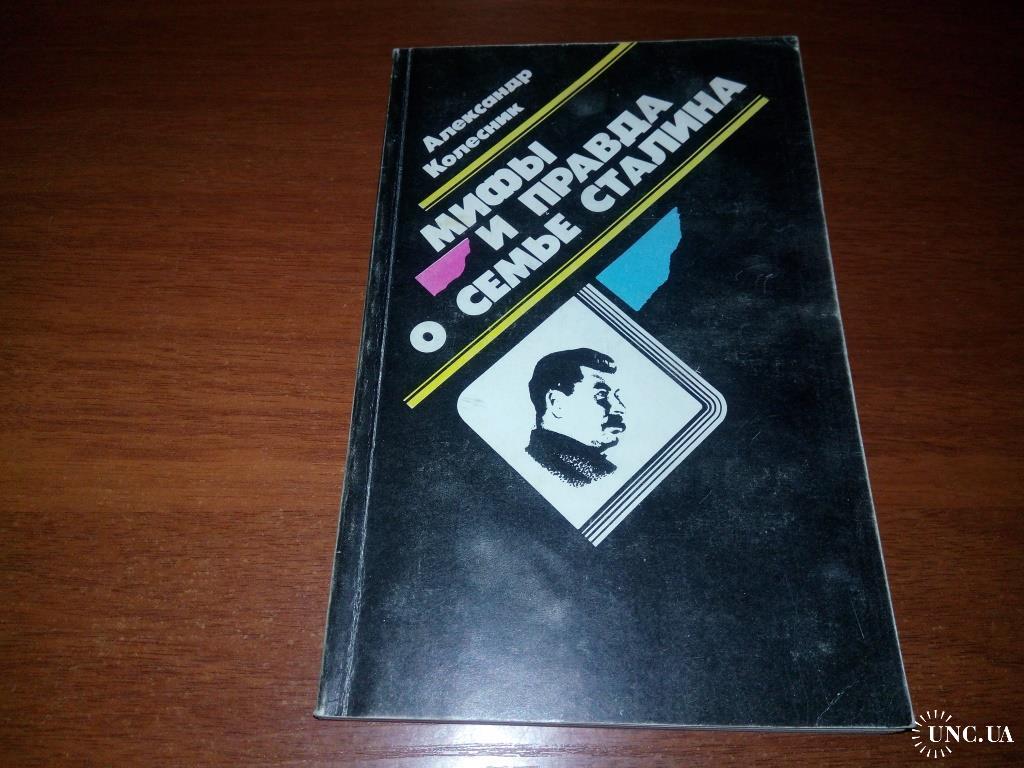 Александр
Колесник
МИФЫ
И ПРАВДА
О СЕМЬЕ СТАЛИНА
UNC.UA